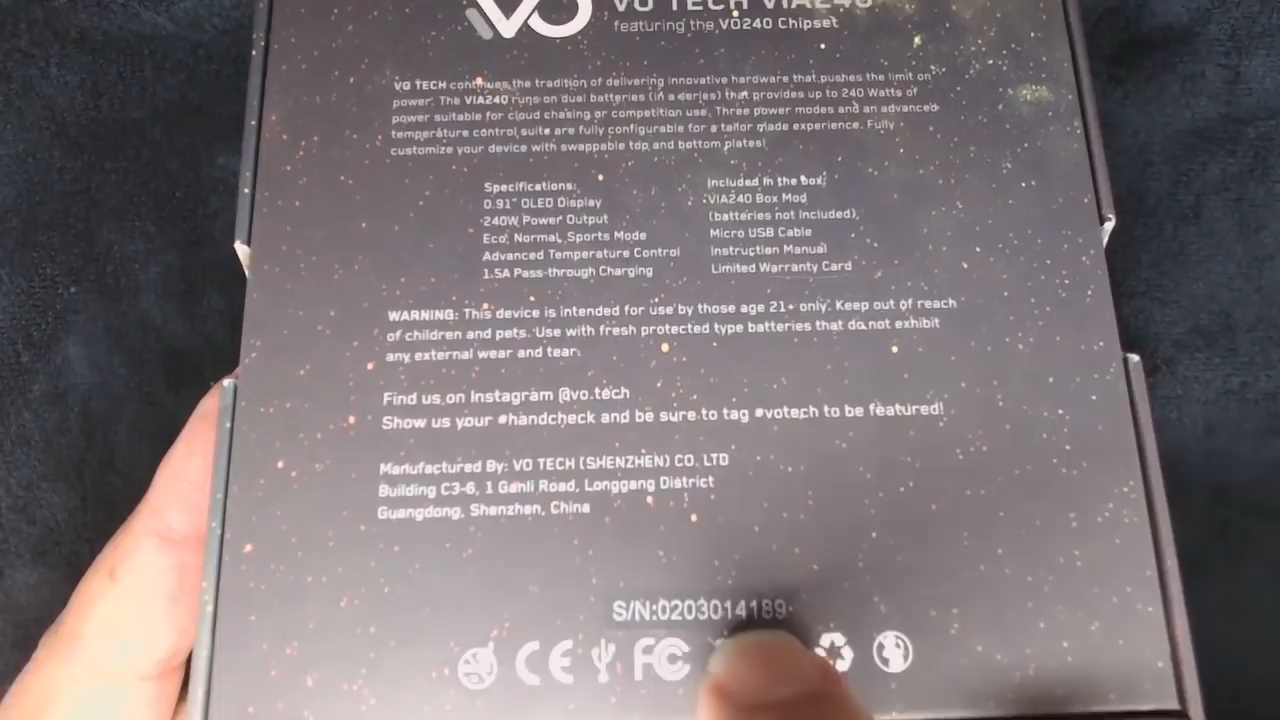 VO TECH VIA240
featuring the VO240 Chipset
VO TECH continues the tradition of delivering innovative hardware that pushes the limit on
power. The VIA240 runs on dual batteries (in a series) that provides up to 240 Watts of
power suitable for cloud chasing or competition use. Three power modes and an advanced
temperature control suite are fully configurable for a tailor made experience. Fully
customize your device with swappable top and bottom plates!
Specifications:
0.91" OLED Display
240W Power Output
Eco, Normal, Sports Mode
Advanced Temperature Control
1.5A Pass-through Charging
Included in the box:
VIA240 Box Mod
(batteries not included),
Micro USB Cable
Instruction Manual
Limited Warranty Card
WARNING: This device is intended for use by those age 21+ only. Keep out of reach
of children and pets. Use with fresh protected type batteries that do not exhibit
any external wear and tear.
Find us on Instagram @vo.tech
Show us your #handcheck and be sure to tag #votech to be featured!
Manufactured By: VO TECH (SHENZHEN) CO. LTD
Building C3-6, 1 Ganli Road, Longgang District
Guangdong, Shenzhen, China
S/N:0203014189
CE FC